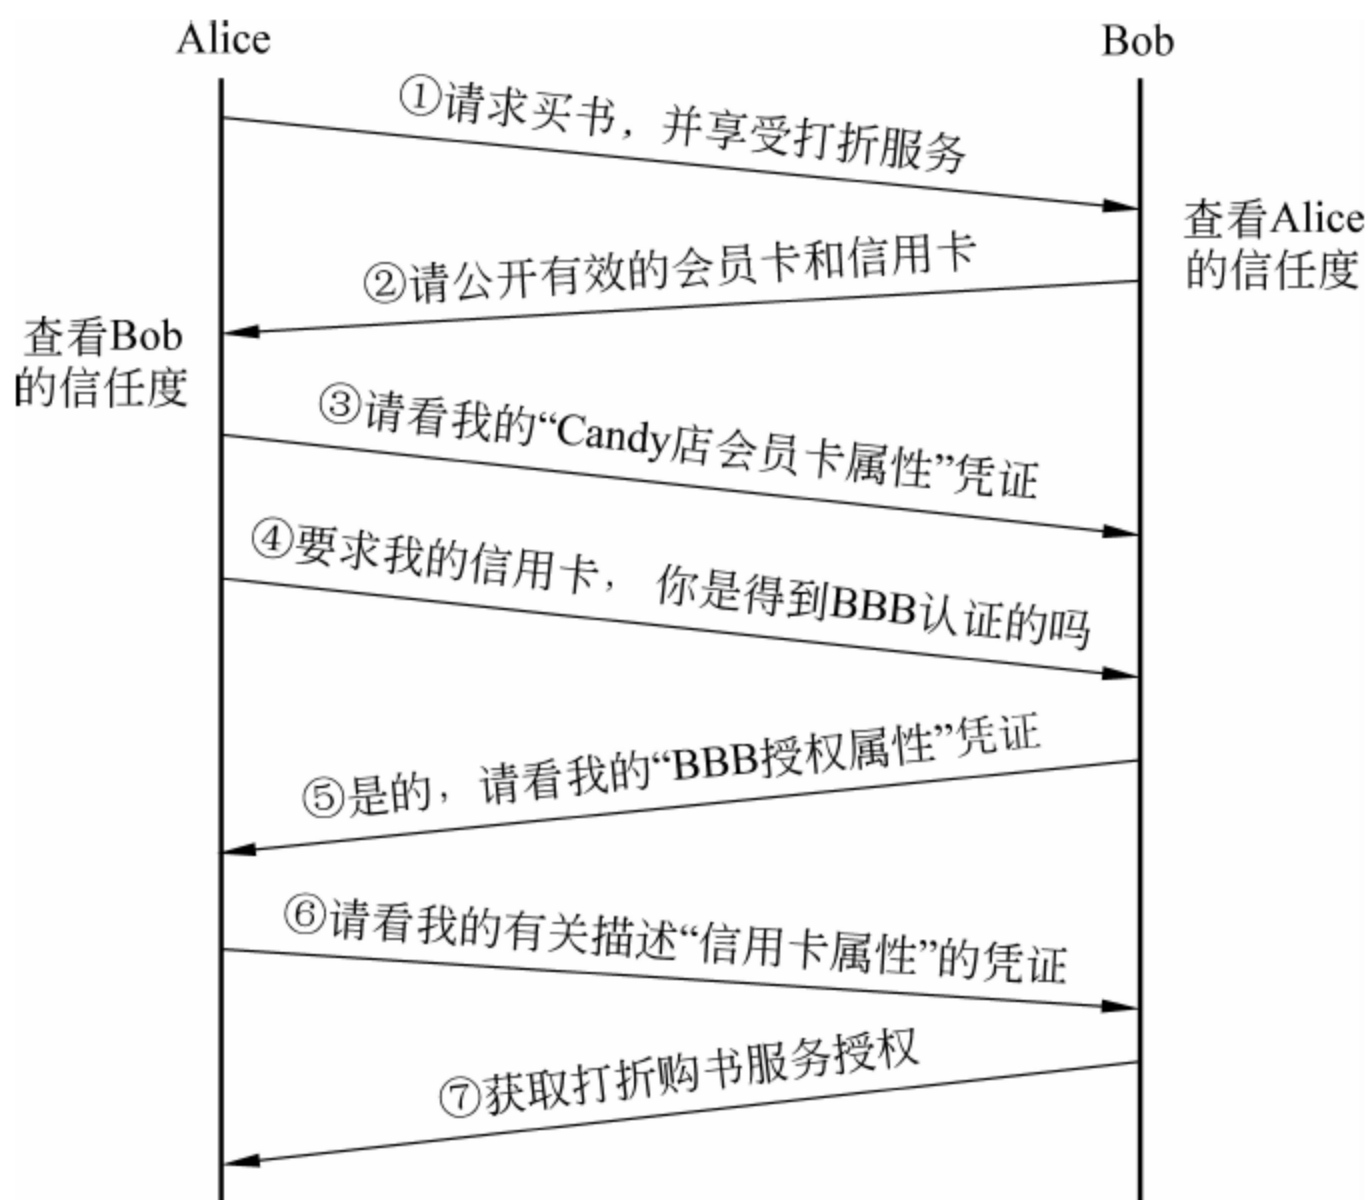 Alice
Bob
①请求买书，并享受打折服务
查看Alice
的信任度
②请公开有效的会员卡和信用卡
查看Bob
的信任度
③请看我的“Candy店会员卡属性”凭证
④要求我的信用卡， 你是得到BBB认证的吗
⑤是的，请看我的“BBB授权属性”凭证
⑥请看我的有关描述“信用卡属性”的凭证
⑦获取打折购书服务授权